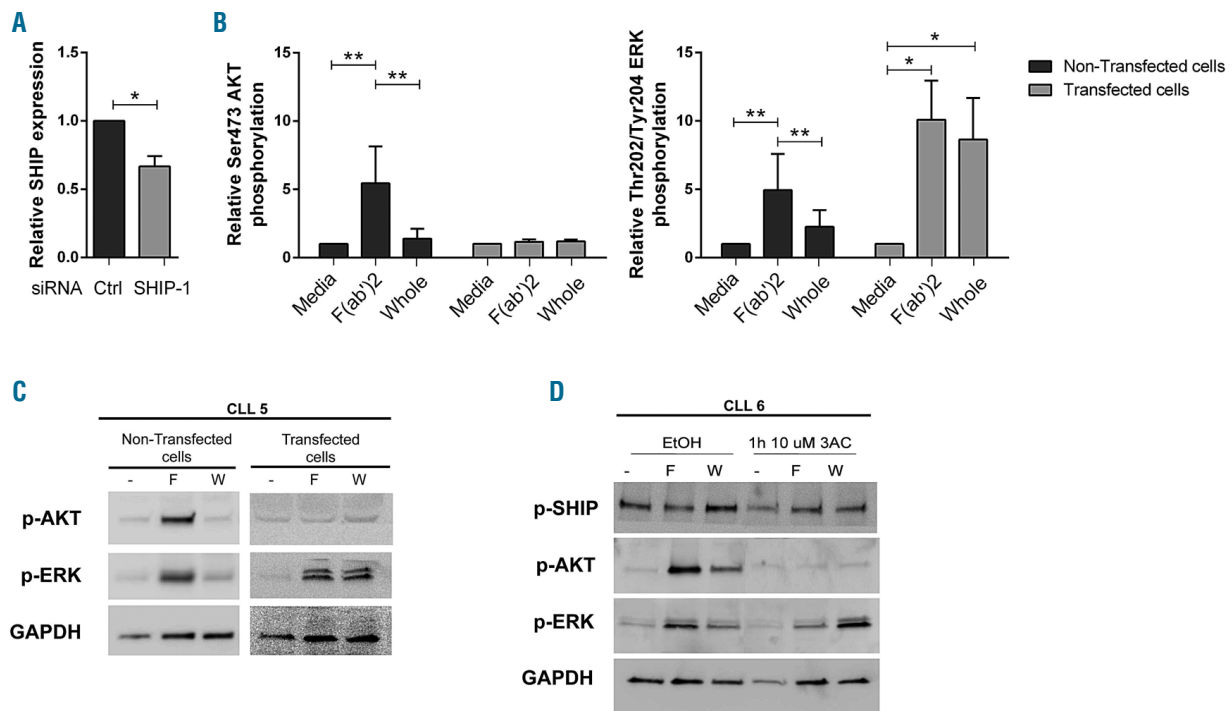 A
Relative SHIP expression
1.5
1.0
0.5
0.0
*
siRNA Ctrl SHIP-1
B
Relative Ser473 AKT
phosphorylation
15
10
5
0
**
**
Media
F(ab')2
Whole
Media
F(ab')2
Whole
Relative Thr202/Tyr204 ERK
phosphorylation
20
15
10
5
0
**
**
*
*
Media
F(ab')2
Whole
Media
F(ab')2
Whole
Non-Transfected cells
Transfected cells
C
CLL 5
Non-Transfected
cells
Transfected
cells
- F W - F W
p-AKT
p-ERK
GAPDH
D
CLL 6
EtOH 1h 10 uM 3AC
- F W - F W
p-SHIP
p-AKT
p-ERK
GAPDH